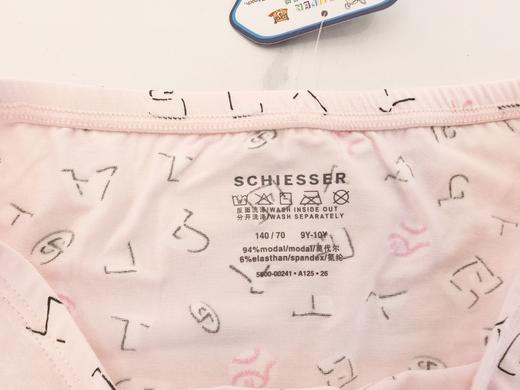 SCHIESSER
反面洗涤/WASH INSIDE OUT
分开洗涤/WASH SEPARATELY
140 / 70 9Y-10Y
94%modal/modal/莫代尔
6%elasthan/spandex/氨纶
5800-00241 • A125 • 26